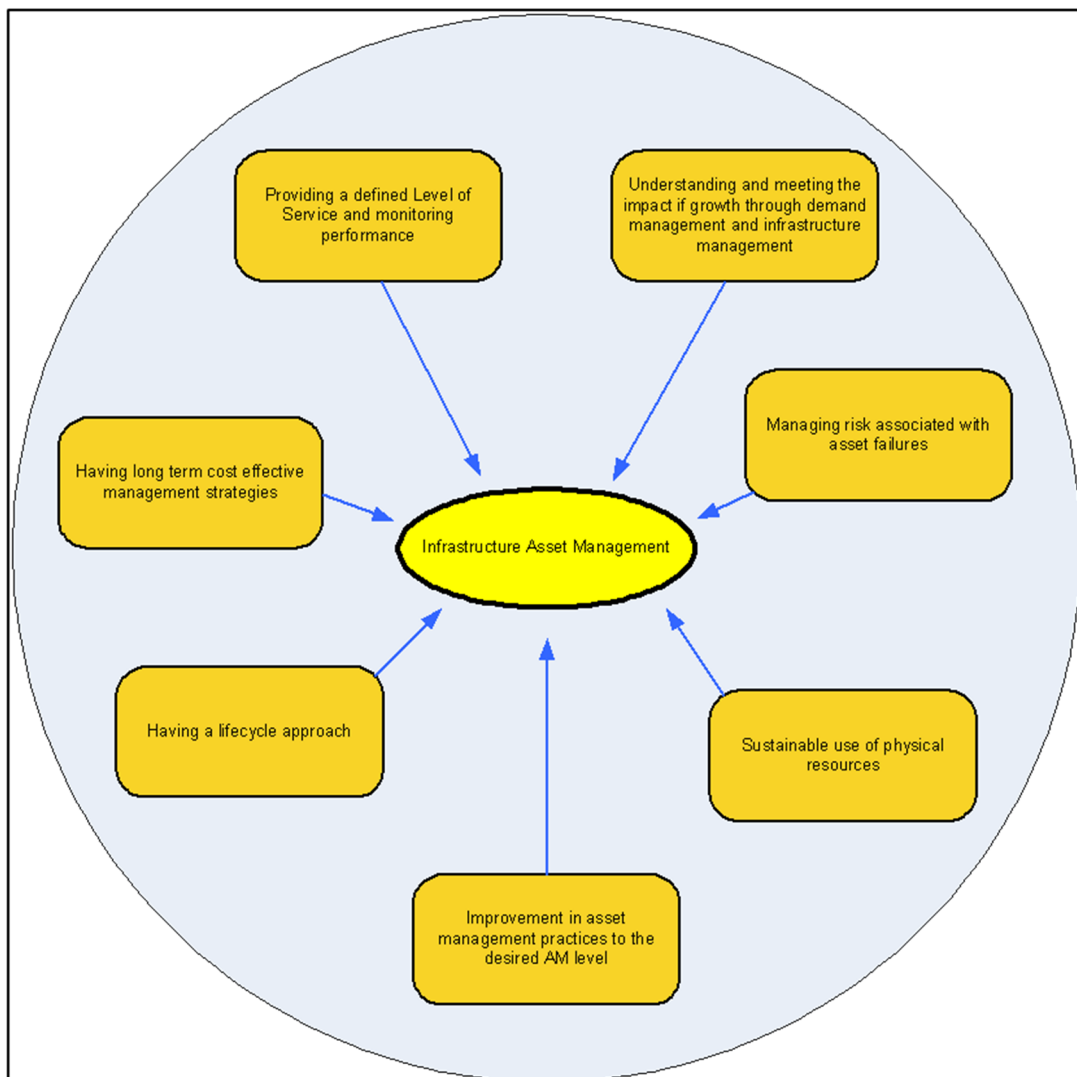 Providing a defined Level of
Service and monitoring
performance
Understanding and meeting the
impact if growth through demand
management and infrastructure
management
Managing risk associated with
asset failures
Having long term cost effective
management strategies
Infrastructure Asset Management
Having a lifecycle approach
Sustainable use of physical
resources
Improvement in asset
management practices to the
desired AM level